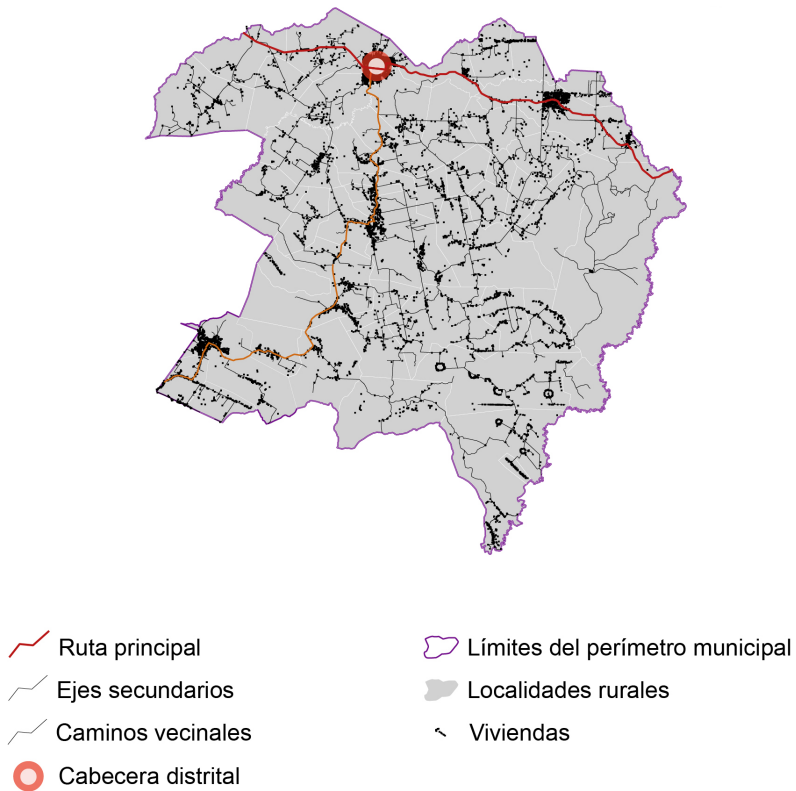 Ruta principal
Ejes secundarios
Caminos vecinales
Cabecera distrital
Límites del perímetro municipal
Localidades rurales
Viviendas